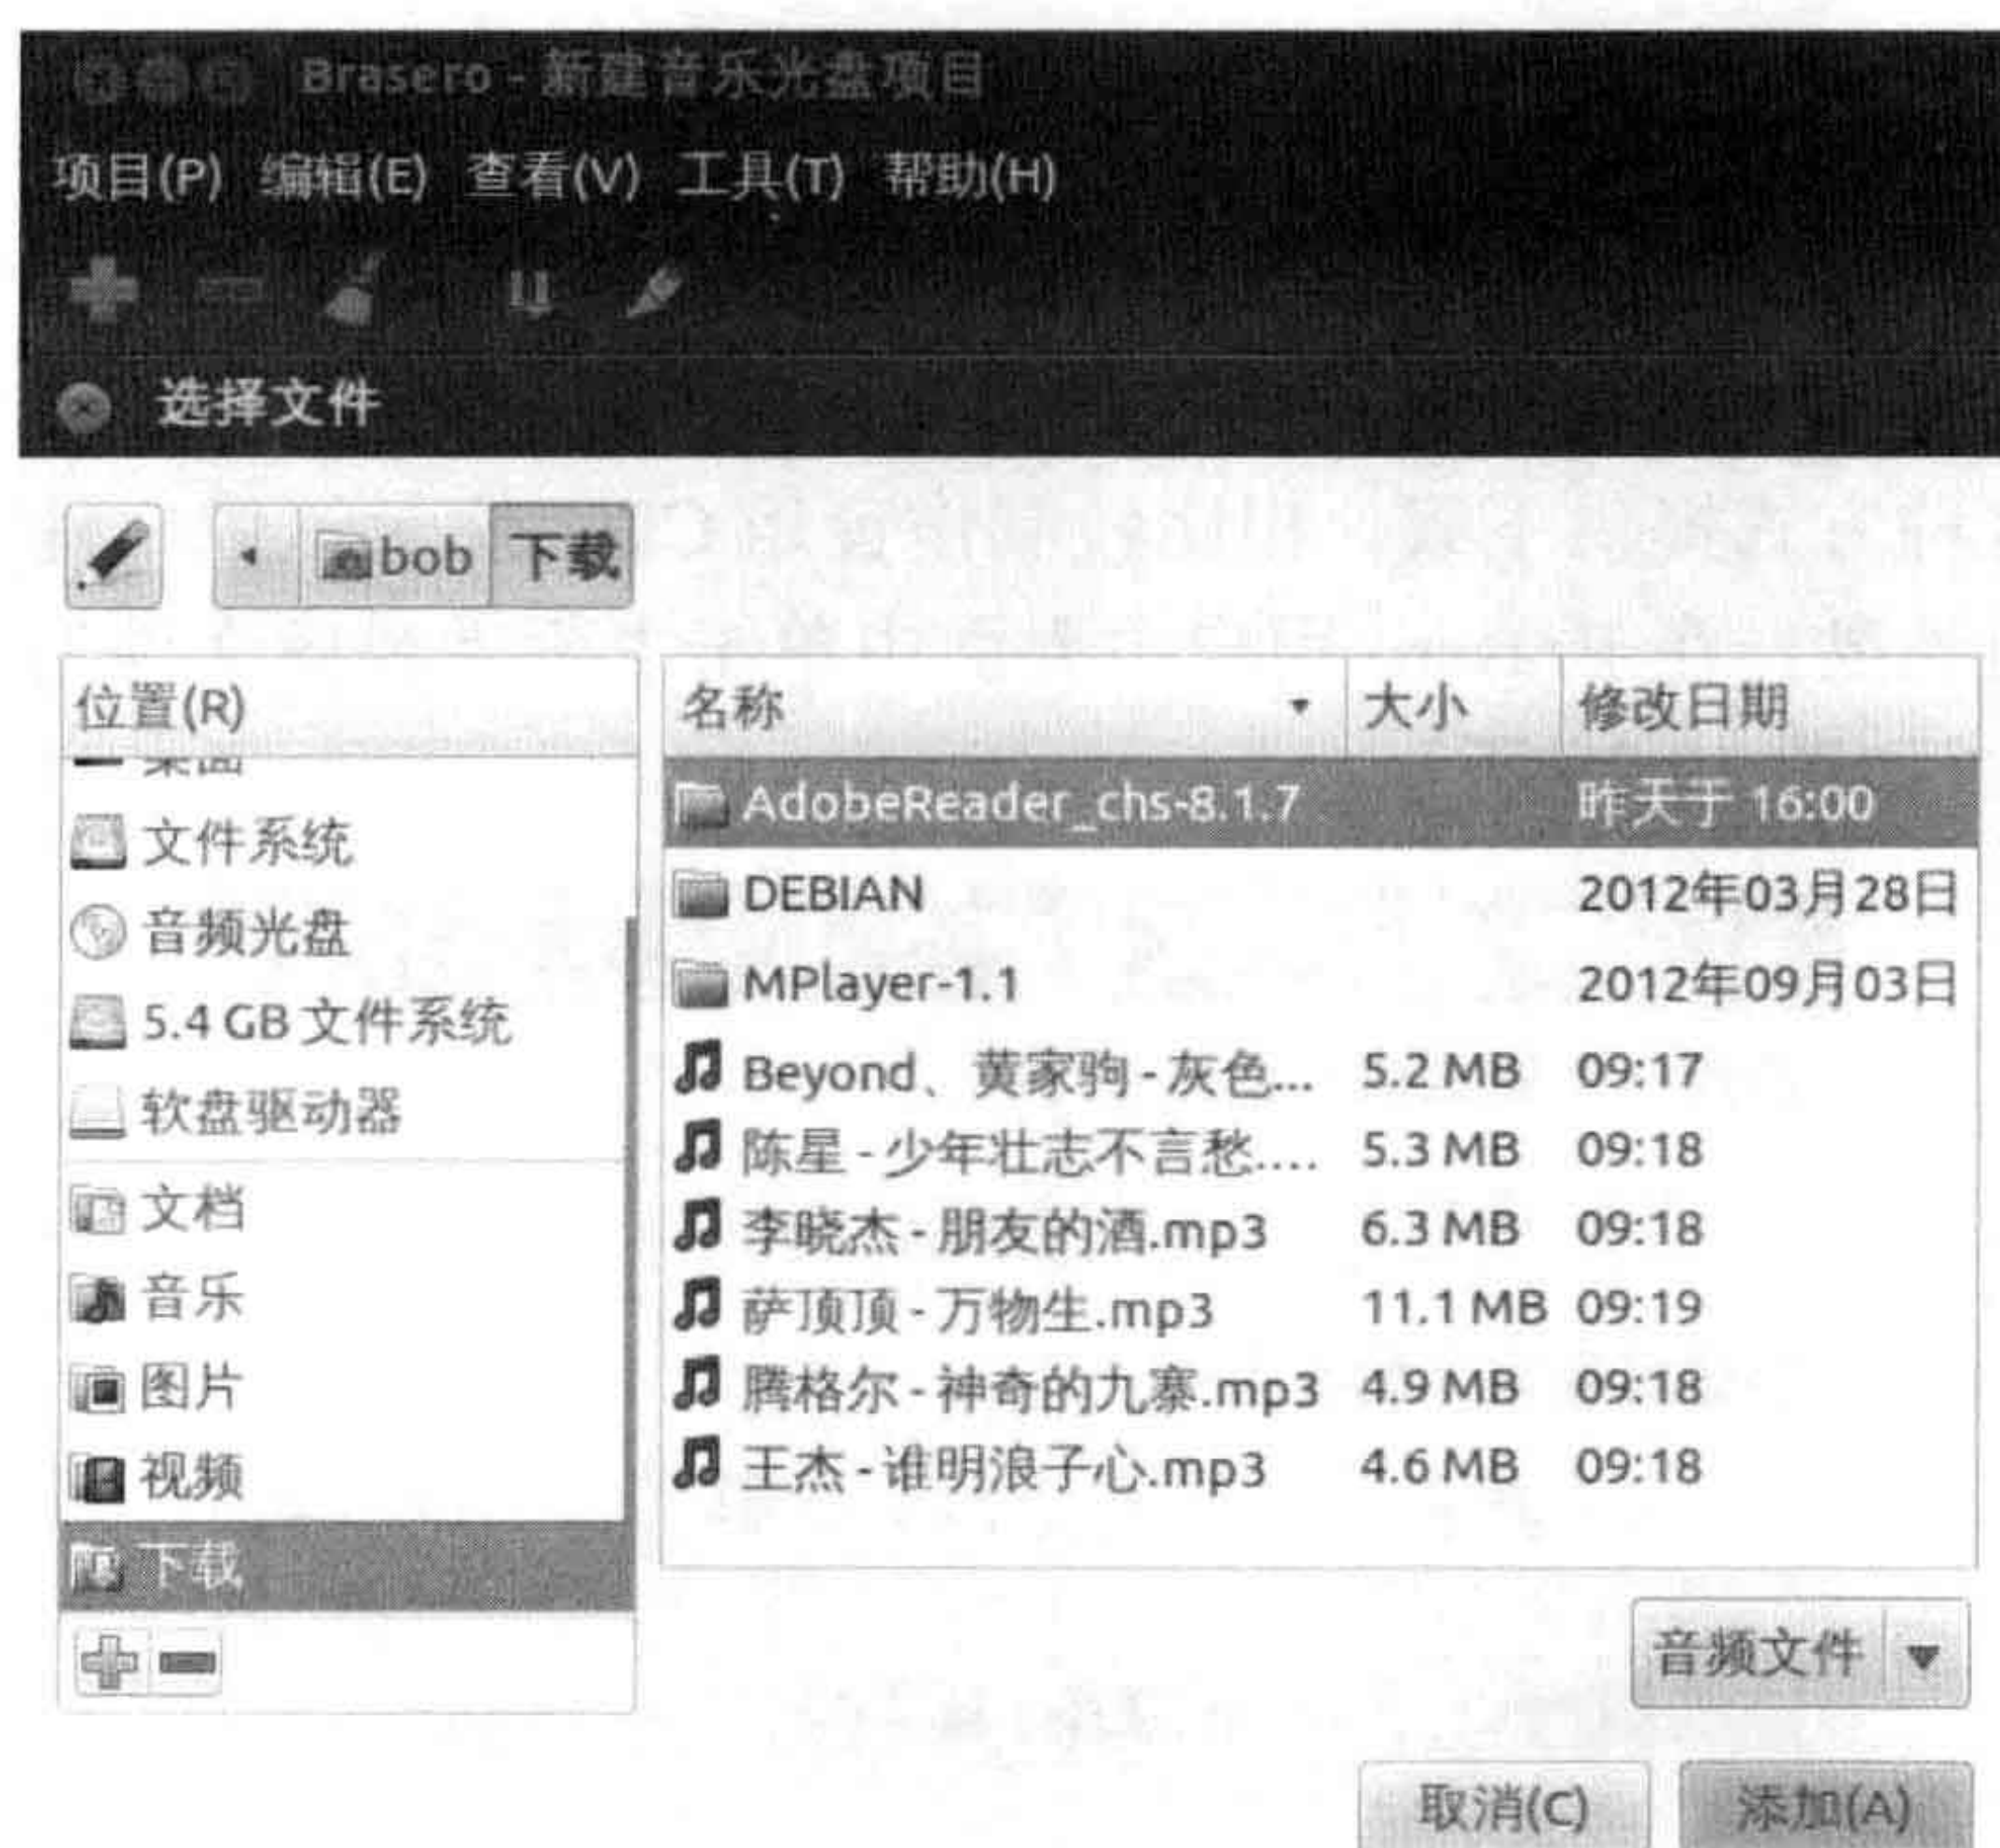 Brasero - 新建音乐光盘项目
项目(P) 编辑(E) 查看(V) 工具(T) 帮助(H)
选择文件
bob 下载
位置(R)
桌面
文件系统
音频光盘
5.4 GB 文件系统
软盘驱动器
文档
音乐
图片
视频
下载
名称 大小 修改日期
AdobeReader_chs-8.1.7 昨天于 16:00
DEBIAN 2012年03月28日
MPlayer-1.1 2012年09月03日
Beyond、黄家驹 - 灰色... 5.2 MB 09:17
陈星 - 少年壮志不言愁.... 5.3 MB 09:18
李晓杰 - 朋友的酒.mp3 6.3 MB 09:18
萨顶顶 - 万物生.mp3 11.1 MB 09:19
腾格尔 - 神奇的九寨.mp3 4.9 MB 09:18
王杰 - 谁明浪子心.mp3 4.6 MB 09:18
音频文件
取消(C) 添加(A)